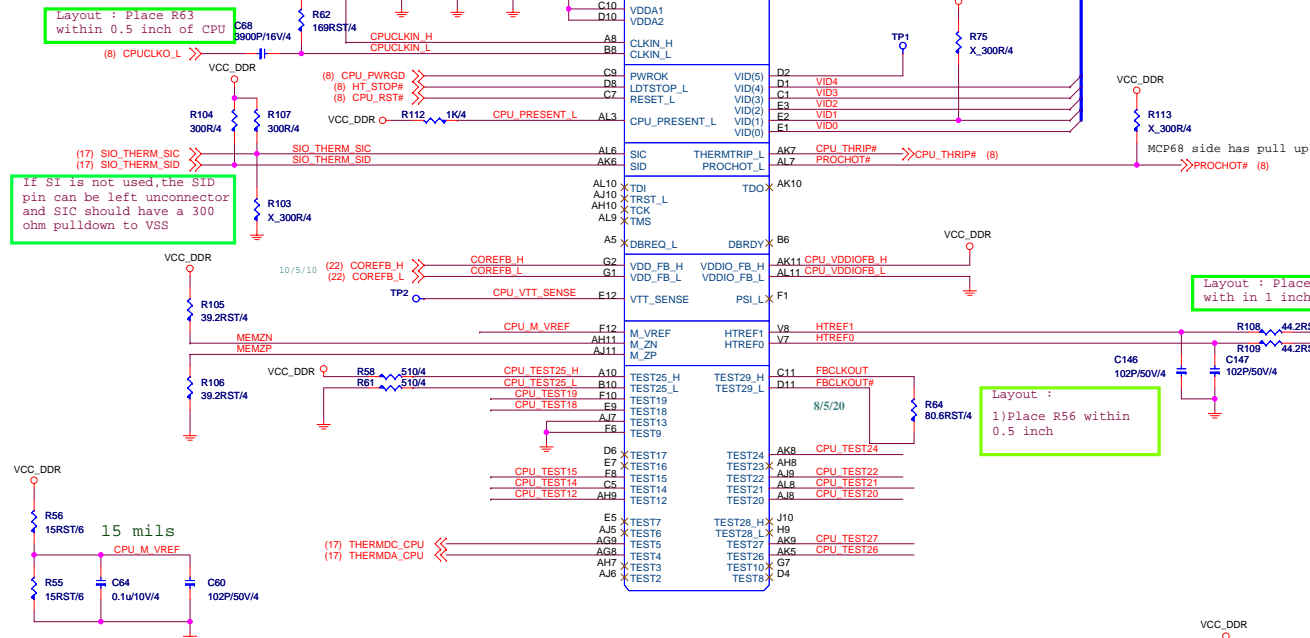 Layout : Place R63
within 0.5 inch of CPU
C68
3900P/16V/4
R62
169RST/4
(8) CPUCLKO_L
CPUCLKIN_H
CPUCLKIN_L
C10
D10
VDDA1
VDDA2
A8
B8
CLKIN_H
CLKIN_L
TP1
R75
X_300R/4
VCC_DDR
R104
300R/4
R107
300R/4
(8) CPU_PWRGD
(8) HT_STOP#
(8) CPU_RST#
C9
D8
C7
PWROK
LDTSTOP_L
RESET_L
VCC_DDR
R112
1K/4
CPU_PRESENT_L
AL3
CPU_PRESENT_L
VID(5)
VID(4)
VID(3)
VID(2)
VID(1)
VID(0)
D2
D1
C1
E3
E2
E1
VID4
VID3
VID2
VID1
VID0
VCC_DDR
R113
X_300R/4
MCP68 side has pull up
(17) SIO_THERM_SIC
(17) SIO_THERM_SID
SIO_THERM_SIC
SIO_THERM_SID
AL6
AK6
SIC
SID
THERMTRIP_L
PROCHOT_L
AK7
AL7
CPU_THRIP#
PROCHOT#
CPU_THRIP# (8)
PROCHOT# (8)
If SI is not used,the SID
pin can be left unconnector
and SIC should have a 300
ohm pulldown to VSS
R103
X_300R/4
AL10
AJ10
AH10
AL9
TDI
TRST_L
TCK
TMS
TDO
AK10
A5
DBREQ_L
DBRDY
B6
VCC_DDR
10/5/10
(22) COREFB_H
(22) COREFB_L
COREFB_H
COREFB_L
G2
G1
VDD_FB_H
VDD_FB_L
VDDIO_FB_H
VDDIO_FB_L
AK11
AL11
CPU_VDDIOFB_H
CPU_VDDIOFB_L
VCC_DDR
TP2
CPU_VTT_SENSE
E12
VTT_SENSE
PSI_L
F1
Layout : Place
with in 1 inch
R105
39.2RST/4
MEMZN
MEMZP
CPU_M_VREF
F12
AH11
AJ11
M_VREF
M_ZN
M_ZP
HTREF1
HTREF0
V8
V7
HTREF1
HTREF0
R108
44.2RS
R109
44.2RS
C146
102P/50V/4
C147
102P/50V/4
R106
39.2RST/4
VCC_DDR
R58
510/4
R61
510/4
CPU_TEST25_H
CPU_TEST25_L
CPU_TEST19
CPU_TEST18
A10
B10
F10
E9
AJ7
F6
TEST25_H
TEST25_L
TEST19
TEST18
TEST13
TEST9
TEST29_H
TEST29_L
C11
D11
FBCLKOUT
FBCLKOUT#
8/5/20
R64
80.6RST/4
Layout :
1)Place R56 within
0.5 inch
CPU_TEST15
CPU_TEST14
CPU_TEST12
D6
E7
F8
C5
AH9
TEST17
TEST16
TEST15
TEST14
TEST12
TEST24
TEST23
TEST22
TEST21
TEST20
AK8
AH8
AJ9
AL8
AJ8
CPU_TEST24
CPU_TEST22
CPU_TEST21
CPU_TEST20
VCC_DDR
R56
15RST/6
15 mils
CPU_M_VREF
R55
15RST/6
C64
0.1u/10V/4
C60
102P/50V/4
(17) THERMDC_CPU
(17) THERMDA_CPU
E5
AJ5
AG9
AG8
AH7
AJ6
TEST7
TEST6
TEST5
TEST4
TEST3
TEST2
TEST28_H
TEST28_L
TEST27
TEST26
TEST10
TEST8
J10
H9
AK9
AK5
G7
D4
CPU_TEST27
CPU_TEST26
VCC_DDR